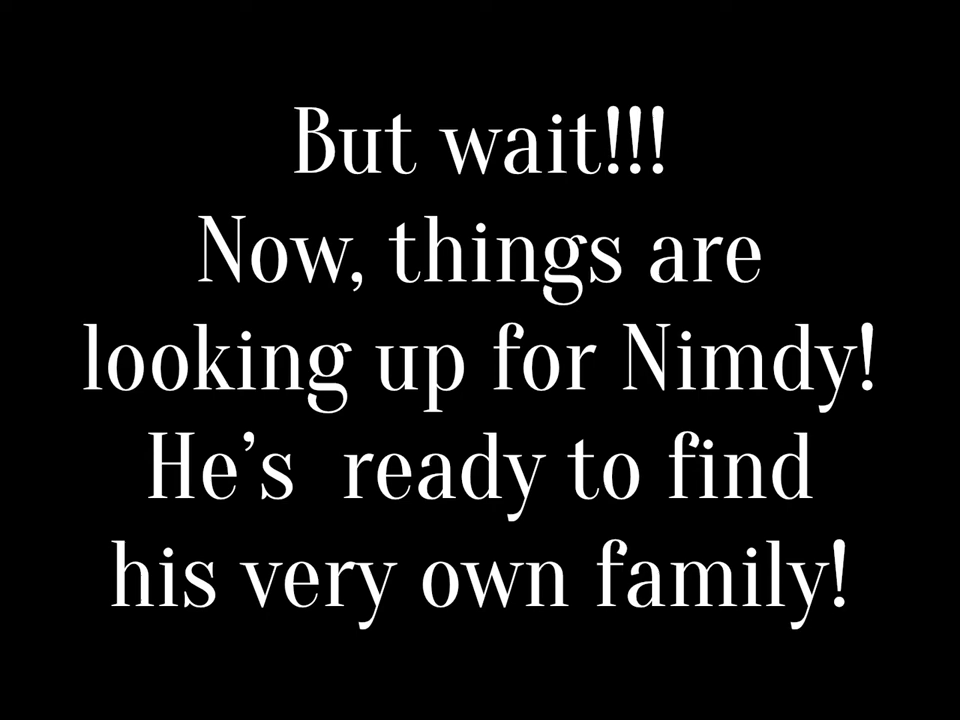 But wait!!!
Now, things are
looking up for Nimdy!
He’s  ready to find
his very own family!